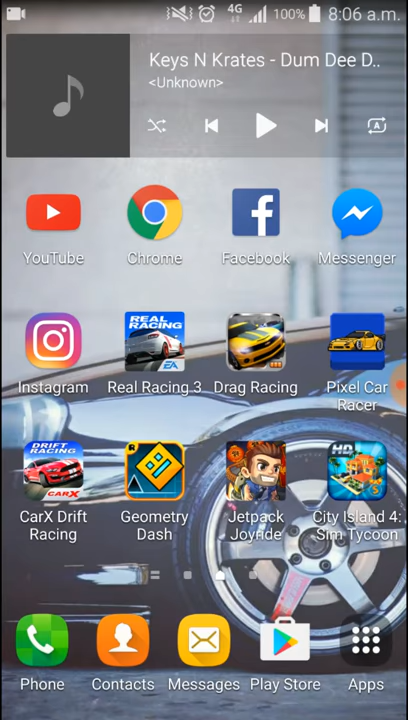 4G 100% 8:06 a.m.
Keys N Krates - Dum Dee D..
<Unknown>
A
YouTube Chrome Facebook Messenger
REAL
RACING
EA
Instagram Real Racing 3 Drag Racing Pixel Car
Racer
DRIFT
RACING
CARX
R
HD
CarX Drift
Racing
Geometry
Dash
Jetpack
Joyride
City Island 4:
Sim Tycoon
Phone Contacts Messages Play Store Apps